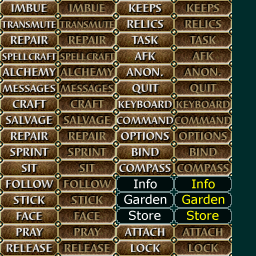 IMBUE IMBUE KEEPS KEEPS
TRANSMUTE TRANSMUTE RELICS RELICS
REPAIR REPAIR TASK TASK
SPELLCRAFT SPELLCRAFT AFK AFK
ALCHEMY ALCHEMY ANON. ANON.
MESSAGES MESSAGES QUIT QUIT
CRAFT CRAFT KEYBOARD KEYBOARD
SALVAGE SALVAGE COMMAND COMMAND
REPAIR REPAIR OPTIONS OPTIONS
SPRINT SPRINT BIND BIND
SIT SIT COMPASS COMPASS
FOLLOW FOLLOW Info Info
STICK STICK Garden Garden
FACE FACE Store Store
PRAY PRAY ATTACH ATTACH
RELEASE RELEASE LOCK LOCK